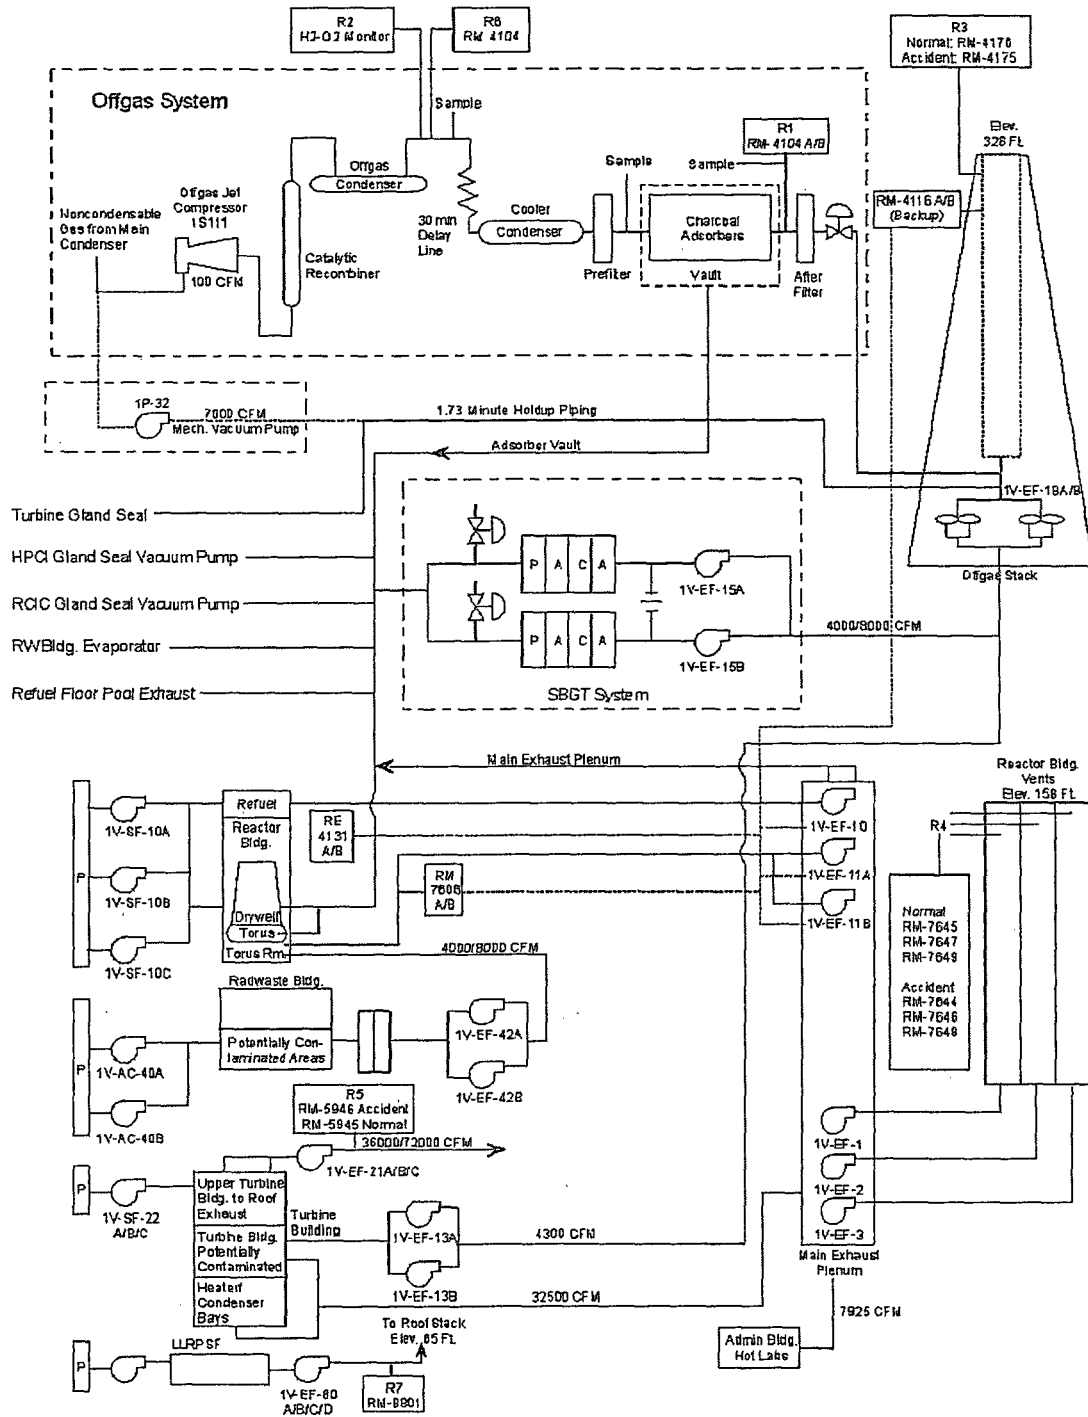 R2
H2-O2 Monitor
R6
RM-4104
R3
Normal: RM-4176
Accident: RM-4175
Offgas System
Sample
R1
RM-4104 A/B
Sample
Sample
Elev.
328 Ft.
RM-4116 A/B
(Backup)
Offgas
Condenser
Offgas Jet
Compressor
1S111
100 CFM
Noncondensable
Gas from Main
Condenser
Catalytic
Recombiner
30 min
Delay
Line
Cooler
Condenser
Prefilter
Charcoal
Adsorbers
Vault
After
Filter
1P-32
7000 CFM
Mech. Vacuum Pump
1.73 Minute Holdup Piping
Adsorber Vault
1V-EF-18A/B
Offgas Stack
Turbine Gland Seal
HPCI Gland Seal Vacuum Pump
RCIC Gland Seal Vacuum Pump
RW Bldg. Evaporator
Refuel Floor Pool Exhaust
P A C A
1V-EF-15A
P A C A
1V-EF-15B
SBGT System
4000/8000 CFM
Main Exhaust Plenum
Reactor Bldg.
Vents
Elev. 158 Ft.
P
1V-SF-10A
1V-SF-10B
1V-SF-10C
Refuel
Reactor
Bldg.
Drywell
Torus
Torus Rm
RE
4131
A/B
RM
7606
A/B
1V-EF-10
1V-EF-11A
1V-EF-11B
R4
Normal
RM-7645
RM-7647
RM-7649
Accident
RM-7644
RM-7646
RM-7648
4000/8000 CFM
Radwaste Bldg.
Potentially Con-
taminated Areas
P
1V-AC-40A
1V-AC-40B
1V-EF-42A
1V-EF-42B
R5
RM-5946 Accident
RM-5945 Normal
36000/72000 CFM
1V-EF-21A/B/C
P
1V-SF-22
A/B/C
Upper Turbine
Bldg. to Roof
Exhaust
Turbine Bldg.
Potentially
Contaminated
Heater/
Condenser
Bays
Turbine
Building
1V-EF-13A
1V-EF-13B
4300 CFM
32500 CFM
1V-EF-1
1V-EF-2
1V-EF-3
Main Exhaust
Plenum
7925 CFM
Admin Bldg.
Hot Labs
To Roof Stack
Elev. 65 Ft.
LLRPSF
P
1V-EF-60
A/B/C/D
R7
RM-8801